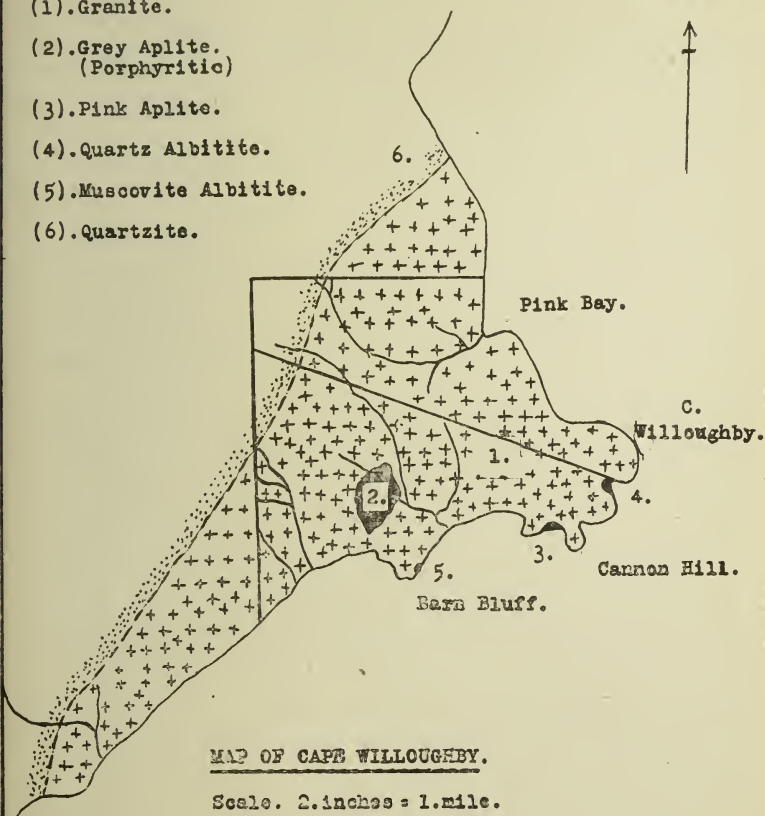 (1).Granite.
(2).Grey Aplite.
(Porphyritic)
(3).Pink Aplite.
(4).Quartz Albitite.
(5).Muscovite Albitite.
(6).Quartzite.
6.
Pink Bay.
C.
Willoughby.
1.
2.
4.
3.
5.
Cannon Hill.
Barn Bluff.
MAP OF CAPE WILLOUGHBY.
Scale. 2.inches = 1.mile.